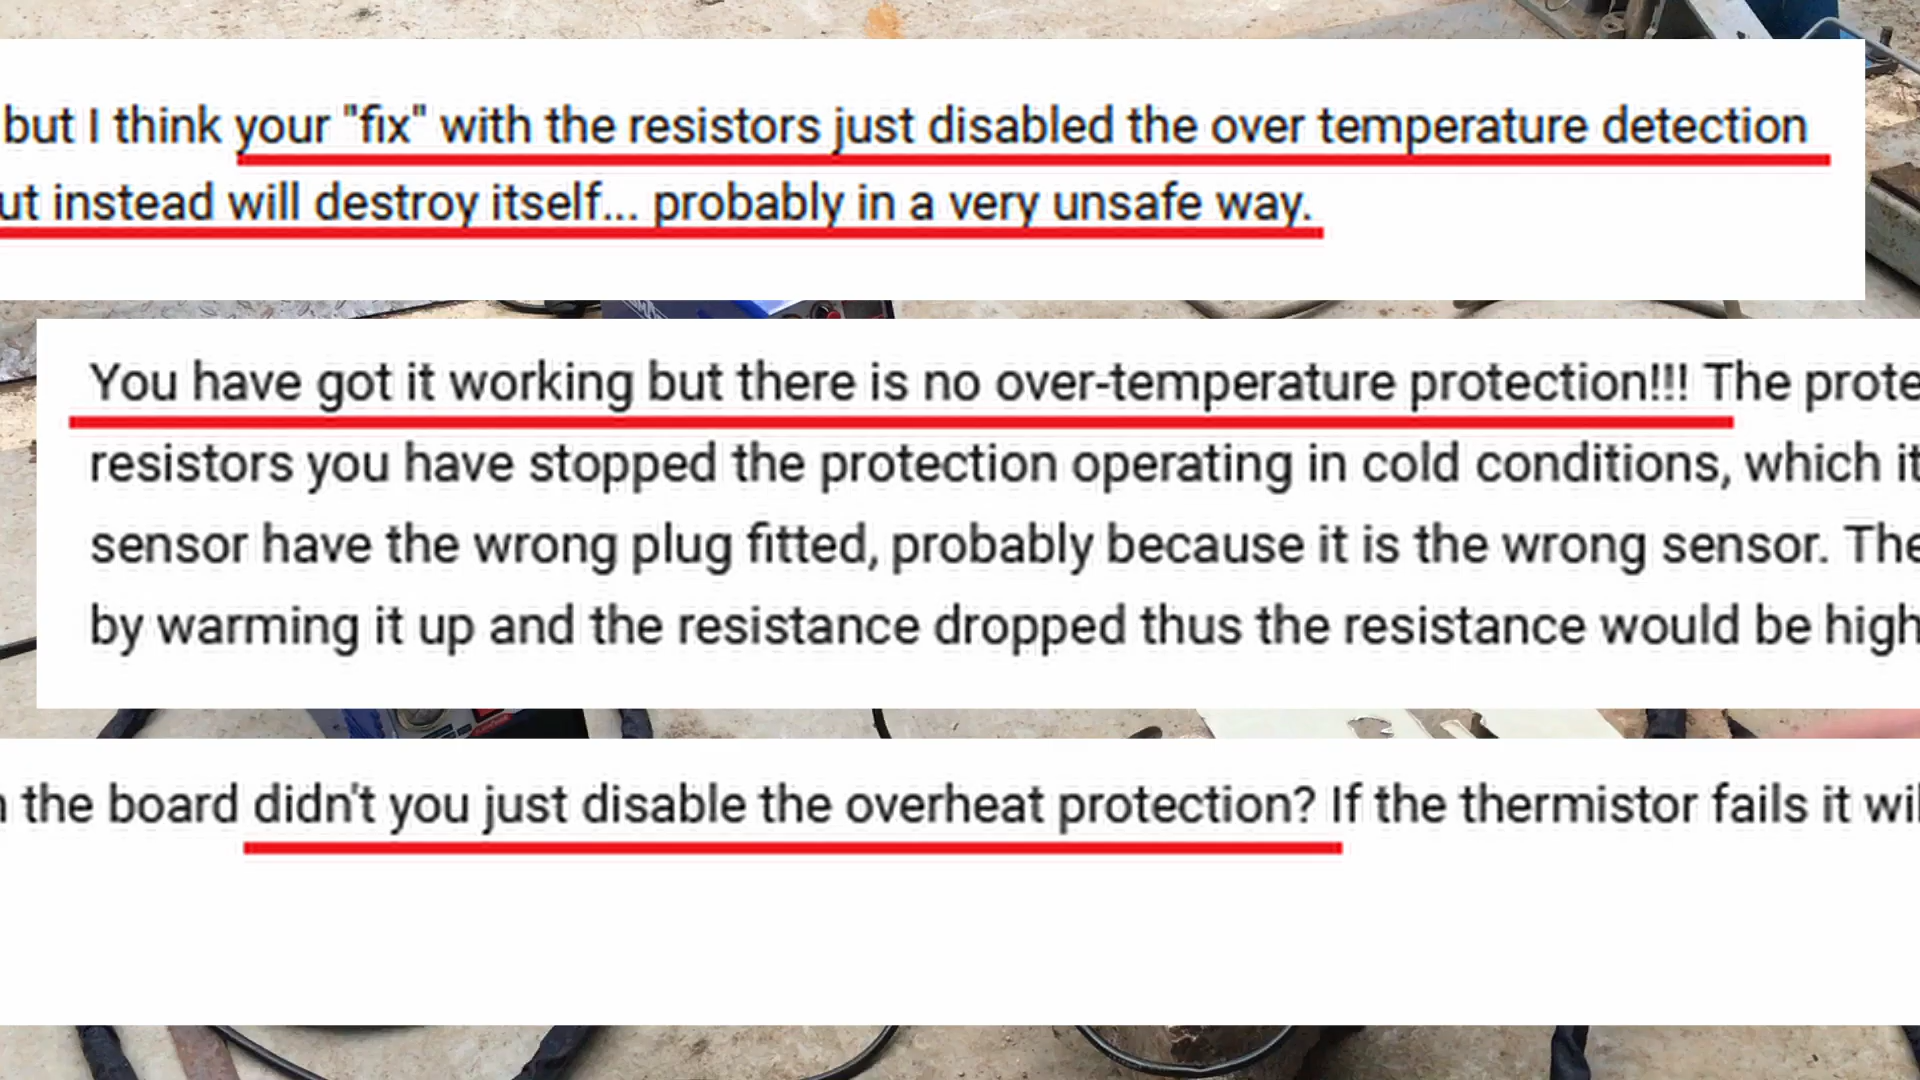 but I think your "fix" with the resistors just disabled the over temperature detection
ut instead will destroy itself... probably in a very unsafe way.
You have got it working but there is no over-temperature protection!!! The prote
resistors you have stopped the protection operating in cold conditions, which it
sensor have the wrong plug fitted, probably because it is the wrong sensor. The
by warming it up and the resistance dropped thus the resistance would be high
n the board didn't you just disable the overheat protection? If the thermistor fails it wil